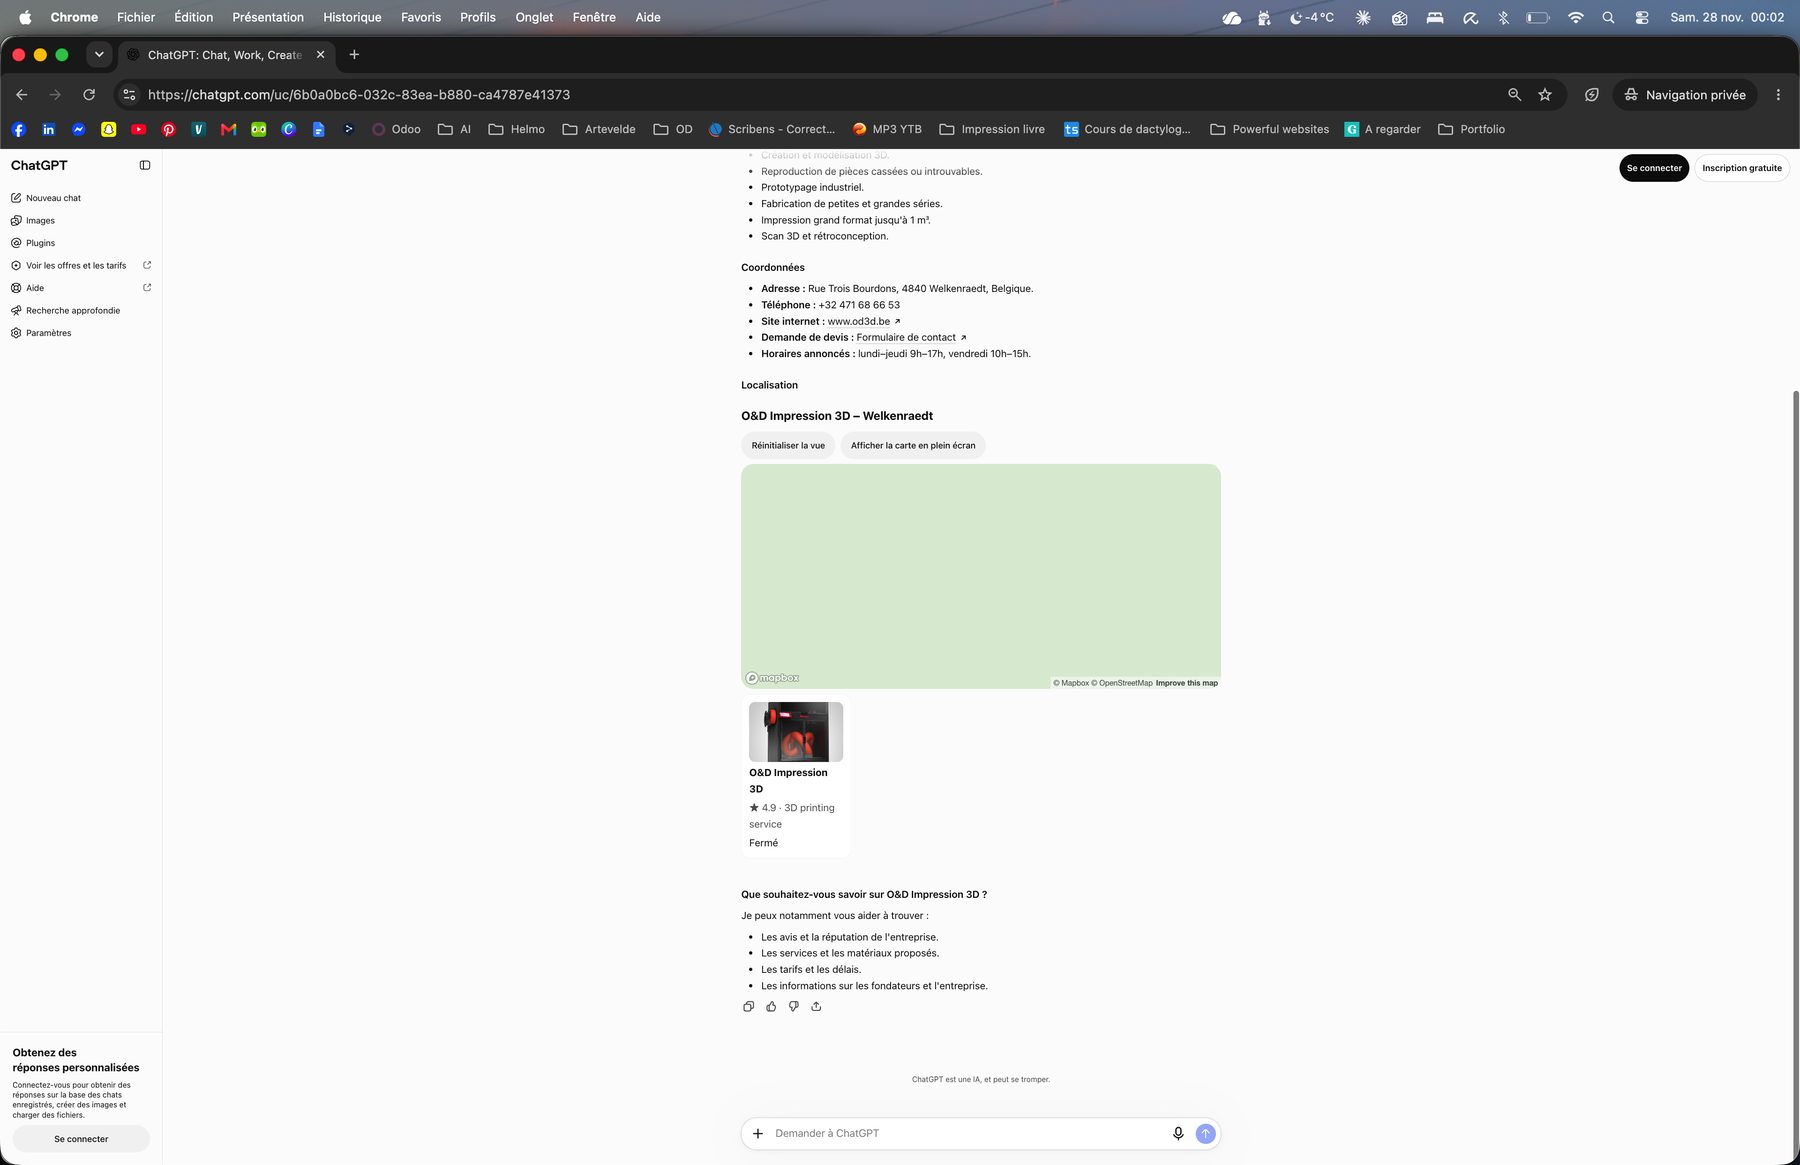 Chrome Fichier Édition Présentation Historique Favoris Profils Onglet Fenêtre Aide -4 °C Sam. 28 nov. 00:02
ChatGPT: Chat, Work, Create
https://chatgpt.com/uc/6b0a0bc6-032c-83ea-b880-ca4787e41373 Navigation privée
Odoo AI Helmo Artevelde OD Scribens - Correct... MP3 YTB Impression livre Cours de dactylog... Powerful websites A regarder Portfolio
ChatGPT
Nouveau chat
Images
Plugins
Voir les offres et les tarifs
Aide
Recherche approfondie
Paramètres
Obtenez des
réponses personnalisées
Connectez-vous pour obtenir des
réponses sur la base des chats
enregistrés, créer des images et
charger des fichiers.
Se connecter
Se connecter Inscription gratuite
Création et modélisation 3D.
Reproduction de pièces cassées ou introuvables.
Prototypage industriel.
Fabrication de petites et grandes séries.
Impression grand format jusqu'à 1 m³.
Scan 3D et rétroconception.
Coordonnées
Adresse : Rue Trois Bourdons, 4840 Welkenraedt, Belgique.
Téléphone : +32 471 68 66 53
Site internet : www.od3d.be ↗
Demande de devis : Formulaire de contact ↗
Horaires annoncés : lundi–jeudi 9h–17h, vendredi 10h–15h.
Localisation
O&D Impression 3D – Welkenraedt
Réinitialiser la vue Afficher la carte en plein écran
mapbox © Mapbox © OpenStreetMap Improve this map
O&D Impression
3D
★ 4.9 · 3D printing
service
Fermé
Que souhaitez-vous savoir sur O&D Impression 3D ?
Je peux notamment vous aider à trouver :
Les avis et la réputation de l'entreprise.
Les services et les matériaux proposés.
Les tarifs et les délais.
Les informations sur les fondateurs et l'entreprise.
ChatGPT est une IA, et peut se tromper.
Demander à ChatGPT